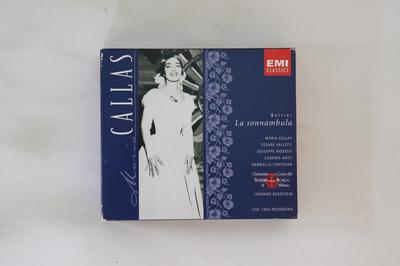 Maria
CALLAS
EMI
CLASSICS
Bellini
La sonnambula
MARIA CALLAS
CESARE VALLETTI
GIUSEPPE MODESTI
EUGENIA RATTI
GABRIELLA CARTURAN
Orchestra e Coro del
TEATRO ALLA SCALA
di Milano
LEONARD BERNSTEIN
LIVE 1955 RECORDING